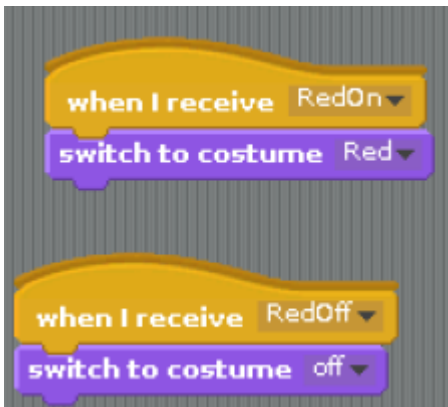 when I receive RedOn
switch to costume Red
when I receive RedOff
switch to costume off